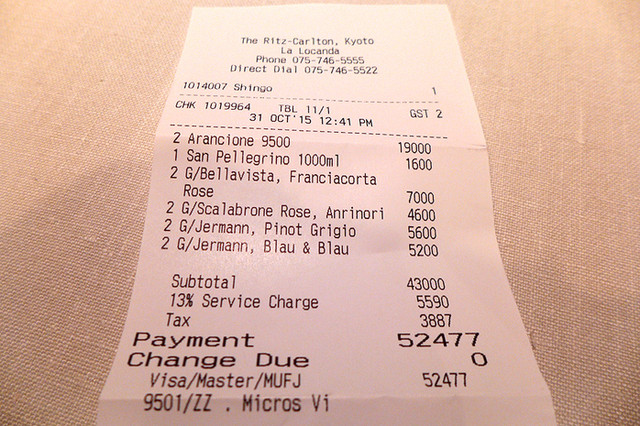 The Ritz-Carlton, Kyoto
La Locanda
Phone 075-746-5555
Direct Dial 075-746-5522
1014007 Shingo 1
CHK 1019964 TBL 11/1 GST 2
31 OCT'15 12:41 PM
2 Arancione 9500 19000
1 San Pellegrino 1000ml 1600
2 G/Bellavista, Franciacorta
Rose 7000
2 G/Scalabrone Rose, Anrinori 4600
2 G/Jermann, Pinot Grigio 5600
2 G/Jermann, Blau & Blau 5200
Subtotal 43000
13% Service Charge 5590
Tax 3887
Payment 52477
Change Due 0
Visa/Master/MUFJ 52477
9501/ZZ . Micros Vi